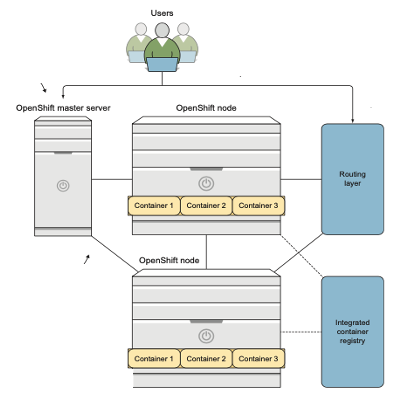 Users
OpenShift master server
OpenShift node
Container 1 Container 2 Container 3
Routing
layer
OpenShift node
Container 1 Container 2 Container 3
Integrated
container
registry